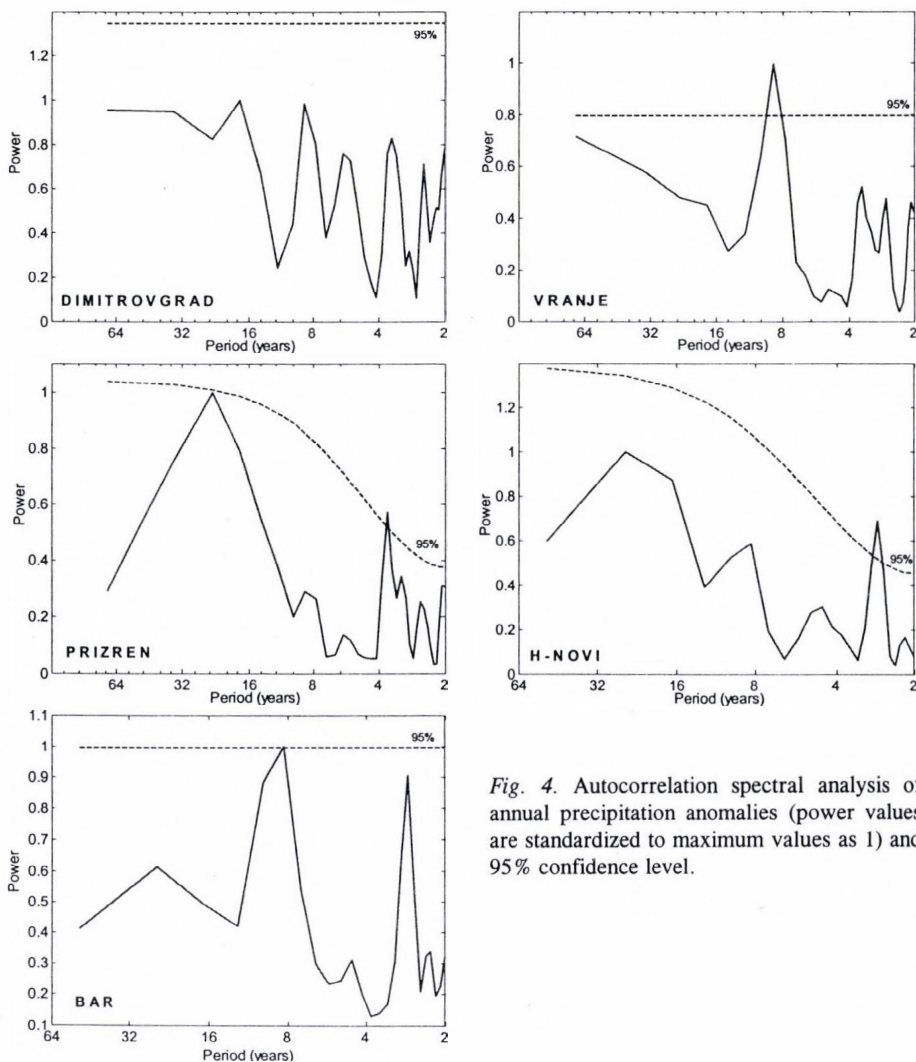 1.2
1
0.8
0.6
0.4
0.2
0
Power
95%
DIMITROVGRAD
64 32 16 8 4 2
Period (years)
1
0.8
0.6
0.4
0.2
0
Power
95%
VRANJE
64 32 16 8 4 2
Period (years)
1
0.8
0.6
0.4
0.2
0
Power
95%
PRIZREN
64 32 16 8 4 2
Period (years)
1.2
1
0.8
0.6
0.4
0.2
0
Power
95%
H-NOVI
64 32 16 8 4 2
Period (years)
1.1
1
0.9
0.8
0.7
0.6
0.5
0.4
0.3
0.2
0.1
Power
95%
BAR
64 32 16 8 4 2
Period (years)
Fig. 4. Autocorrelation spectral analysis of
annual precipitation anomalies (power values
are standardized to maximum values as 1) and
95% confidence level.